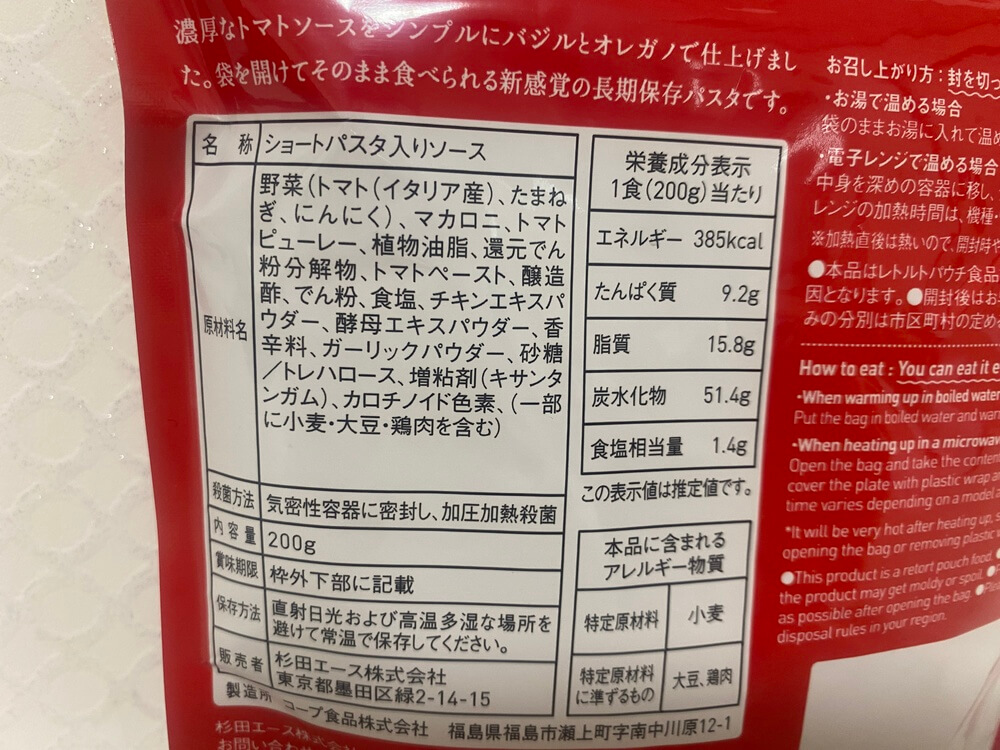 濃厚なトマトソースをシンプルにバジルとオレガノで仕上げまし
た。袋を開けてそのまま食べられる新感覚の長期保存パスタです。
名 称 ショートパスタ入りソース
原材料名
野菜(トマト(イタリア産)、たまね
ぎ、にんにく)、マカロニ、トマト
ピューレー、植物油脂、還元でん
粉分解物、トマトペースト、醸造
酢、でん粉、食塩、チキンエキスパ
ウダー、酵母エキスパウダー、香
辛料、ガーリックパウダー、砂糖
/トレハロース、増粘剤(キサンタ
ンガム)、カロチノイド色素、(一部
に小麦・大豆・鶏肉を含む)
殺菌方法 気密性容器に密封し、加圧加熱殺菌
内 容 量 200g
賞味期限 枠外下部に記載
保存方法 直射日光および高温多湿な場所を
避けて常温で保存してください。
販 売 者 杉田エース株式会社
東京都墨田区緑2-14-15
製造所 コープ食品株式会社 福島県福島市瀬上町字南中川原12-1
杉田エース株式会
お問い合わ
栄養成分表示
1食(200g)当たり
エネルギー 385kcal
たんぱく質 9.2g
脂質 15.8g
炭水化物 51.4g
食塩相当量 1.4g
この表示値は推定値です。
本品に含まれる
アレルギー物質
特定原材料 小麦
特定原材料
に準ずるもの 大豆、鶏肉
お召し上がり方:封を切っ
・お湯で温める場合
袋のままお湯に入れて温め
・電子レンジで温める場合
中身を深めの容器に移し、
レンジの加熱時間は、機種
※加熱直後は熱いので、開封時や
●本品はレトルトパウチ食品
因となります。●開封後はお
みの分別は市区町村の定め
How to eat : You can eat it e
・When warming up in boiled water
Put the bag in boiled water and war
・When heating up in a microwav
Open the bag and take the conten
cover the plate with plastic wrap a
time varies depending on a model
*It will be very hot after heating up, s
opening the bag or removing plastic
●This product is a retort pouch food.
the product may get moldy or spoil. ●P
as possible after opening the bag. ●Pl
disposal rules in your region.